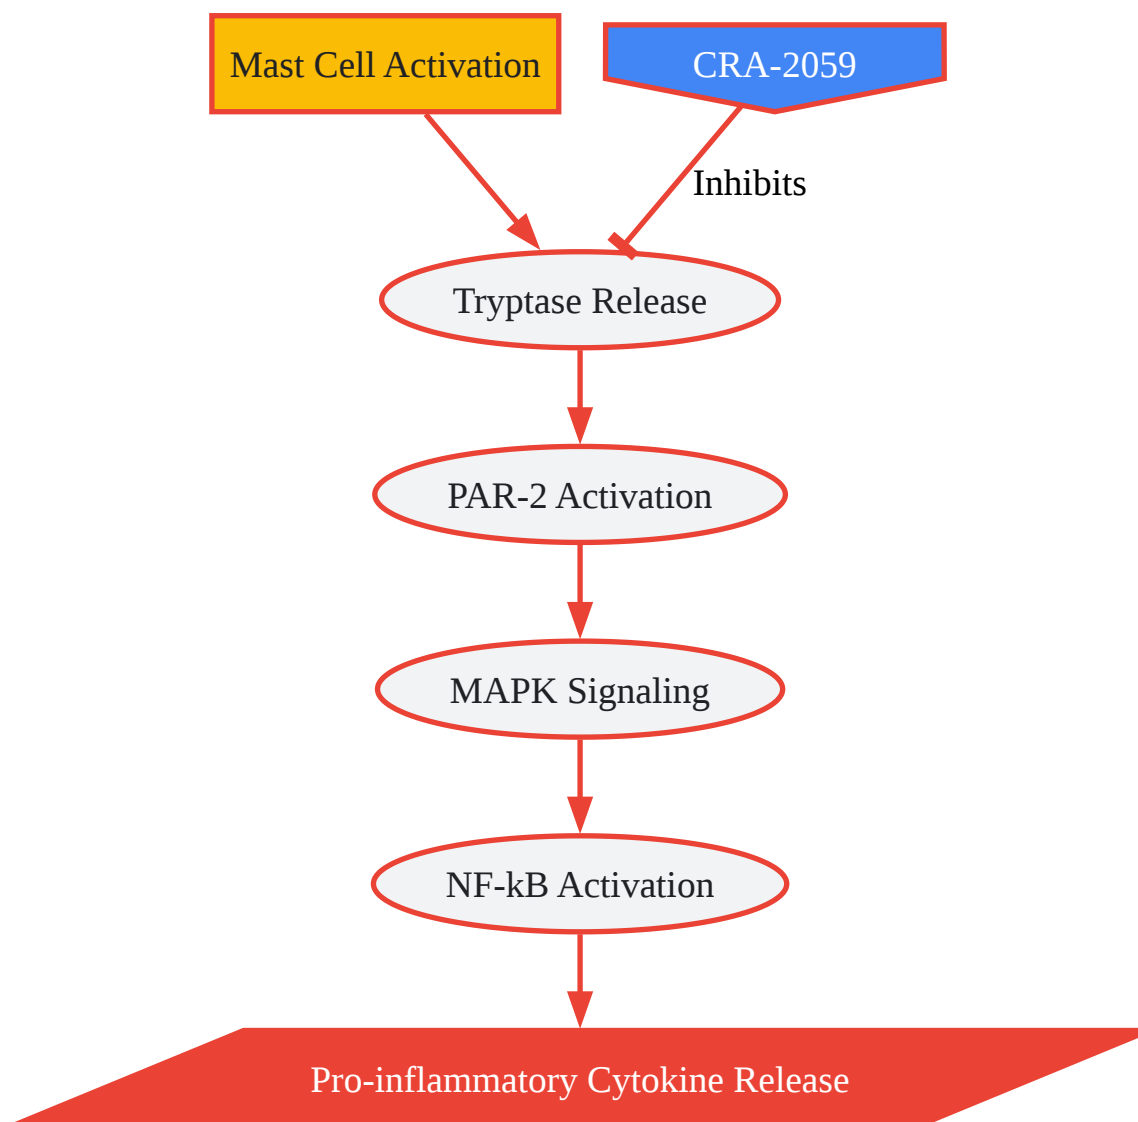 Mast Cell Activation
CRA-2059
Inhibits
Tryptase Release
PAR-2 Activation
MAPK Signaling
NF-kB Activation
Pro-inflammatory Cytokine Release